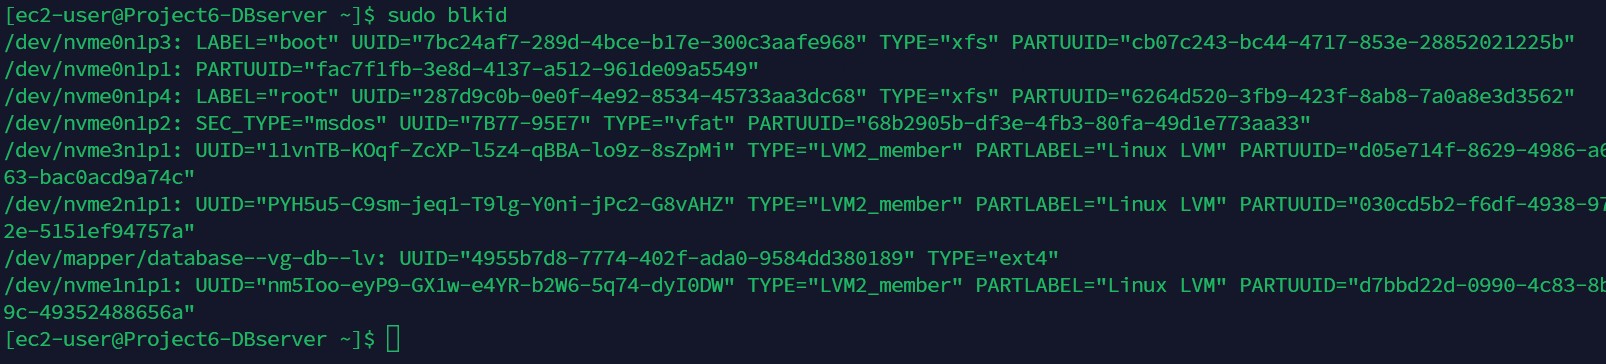 [ec2-user@Project6-DBserver ~]$ sudo blkid
/dev/nvme0n1p3: LABEL="boot" UUID="7bc24af7-289d-4bce-b17e-300c3aafe968" TYPE="xfs" PARTUUID="cb07c243-bc44-4717-853e-28852021225b"
/dev/nvme0n1p1: PARTUUID="fac7f1fb-3e8d-4137-a512-961de09a5549"
/dev/nvme0n1p4: LABEL="root" UUID="287d9c0b-0e0f-4e92-8534-45733aa3dc68" TYPE="xfs" PARTUUID="6264d520-3fb9-423f-8ab8-7a0a8e3d3562"
/dev/nvme0n1p2: SEC_TYPE="msdos" UUID="7B77-95E7" TYPE="vfat" PARTUUID="68b2905b-df3e-4fb3-80fa-49d1e773aa33"
/dev/nvme3n1p1: UUID="11vnTB-KOqf-ZcXP-l5z4-qBBA-lo9z-8sZpMi" TYPE="LVM2_member" PARTLABEL="Linux LVM" PARTUUID="d05e714f-8629-4986-a6
63-bac0acd9a74c"
/dev/nvme2n1p1: UUID="PYH5u5-C9sm-jeq1-T9lg-Y0ni-jPc2-G8vAHZ" TYPE="LVM2_member" PARTLABEL="Linux LVM" PARTUUID="030cd5b2-f6df-4938-97
2e-5151ef94757a"
/dev/mapper/database--vg-db--lv: UUID="4955b7d8-7774-402f-ada0-9584dd380189" TYPE="ext4"
/dev/nvme1n1p1: UUID="nm5Ioo-eyP9-GX1w-e4YR-b2W6-5q74-dyI0DW" TYPE="LVM2_member" PARTLABEL="Linux LVM" PARTUUID="d7bbd22d-0990-4c83-8b
9c-49352488656a"
[ec2-user@Project6-DBserver ~]$